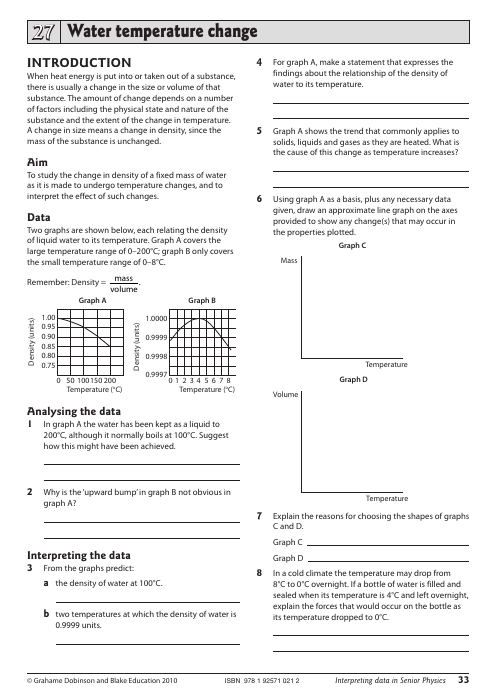 27 Water temperature change
INTRODUCTION
When heat energy is put into or taken out of a substance,
there is usually a change in the size or volume of that
substance. The amount of change depends on a number
of factors including the physical state and nature of the
substance and the extent of the change in temperature.
A change in size means a change in density, since the
mass of the substance is unchanged.
Aim
To study the change in density of a fixed mass of water
as it is made to undergo temperature changes, and to
interpret the effect of such changes.
Data
Two graphs are shown below, each relating the density
of liquid water to its temperature. Graph A covers the
large temperature range of 0–200°C; graph B only covers
the small temperature range of 0–8°C.
Remember: Density = mass
volume.
Graph A
Density (units)
1.00
0.95
0.90
0.85
0.80
0.75
0 50 100 150 200
Temperature (°C)
Graph B
Density (units)
1.0000
0.9999
0.9998
0.9997
0 1 2 3 4 5 6 7 8
Temperature (°C)
Analysing the data
1 In graph A the water has been kept as a liquid to
200°C, although it normally boils at 100°C. Suggest
how this might have been achieved.
2 Why is the 'upward bump' in graph B not obvious in
graph A?
Interpreting the data
3 From the graphs predict:
a the density of water at 100°C.
b two temperatures at which the density of water is
0.9999 units.
4 For graph A, make a statement that expresses the
findings about the relationship of the density of
water to its temperature.
5 Graph A shows the trend that commonly applies to
solids, liquids and gases as they are heated. What is
the cause of this change as temperature increases?
6 Using graph A as a basis, plus any necessary data
given, draw an approximate line graph on the axes
provided to show any change(s) that may occur in
the properties plotted.
Graph C
Mass
Temperature
Graph D
Volume
Temperature
7 Explain the reasons for choosing the shapes of graphs
C and D.
Graph C
Graph D
8 In a cold climate the temperature may drop from
8°C to 0°C overnight. If a bottle of water is filled and
sealed when its temperature is 4°C and left overnight,
explain the forces that would occur on the bottle as
its temperature dropped to 0°C.
© Grahame Dobinson and Blake Education 2010 ISBN 978 1 92571 021 2 Interpreting data in Senior Physics 33